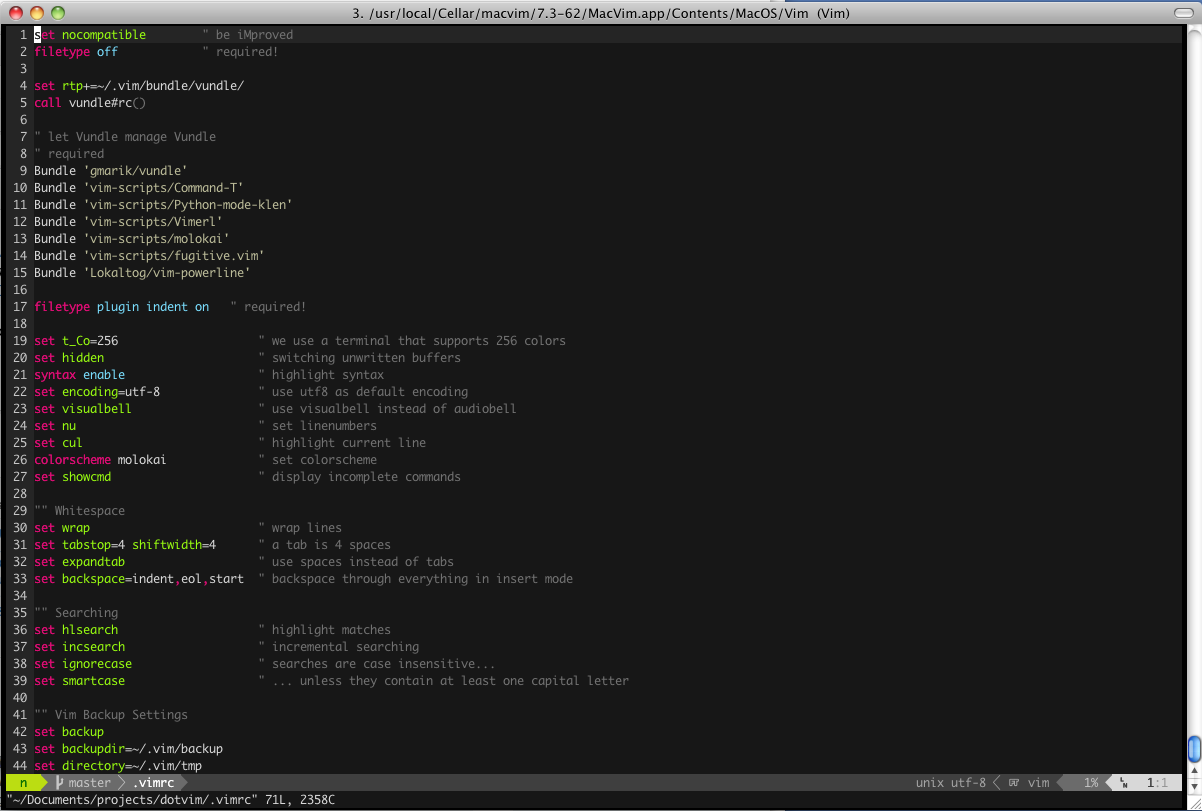 3. /usr/local/Cellar/macvim/7.3-62/MacVim.app/Contents/MacOS/Vim (Vim)
1 set nocompatible " be iMproved
2 filetype off " required!
3
4 set rtp+=~/.vim/bundle/vundle/
5 call vundle#rc()
6
7 " let Vundle manage Vundle
8 " required
9 Bundle 'gmarik/vundle'
10 Bundle 'vim-scripts/Command-T'
11 Bundle 'vim-scripts/Python-mode-klen'
12 Bundle 'vim-scripts/Vimerl'
13 Bundle 'vim-scripts/molokai'
14 Bundle 'vim-scripts/fugitive.vim'
15 Bundle 'Lokaltog/vim-powerline'
16
17 filetype plugin indent on " required!
18
19 set t_Co=256 " we use a terminal that supports 256 colors
20 set hidden " switching unwritten buffers
21 syntax enable " highlight syntax
22 set encoding=utf-8 " use utf8 as default encoding
23 set visualbell " use visualbell instead of audiobell
24 set nu " set linenumbers
25 set cul " highlight current line
26 colorscheme molokai " set colorscheme
27 set showcmd " display incomplete commands
28
29 "" Whitespace
30 set wrap " wrap lines
31 set tabstop=4 shiftwidth=4 " a tab is 4 spaces
32 set expandtab " use spaces instead of tabs
33 set backspace=indent,eol,start " backspace through everything in insert mode
34
35 "" Searching
36 set hlsearch " highlight matches
37 set incsearch " incremental searching
38 set ignorecase " searches are case insensitive...
39 set smartcase " ... unless they contain at least one capital letter
40
41 "" Vim Backup Settings
42 set backup
43 set backupdir=~/.vim/backup
44 set directory=~/.vim/tmp
n master .vimrc unix utf-8 FT vim 1% LN 1:1
"~/Documents/projects/dotvim/.vimrc" 71L, 2358C